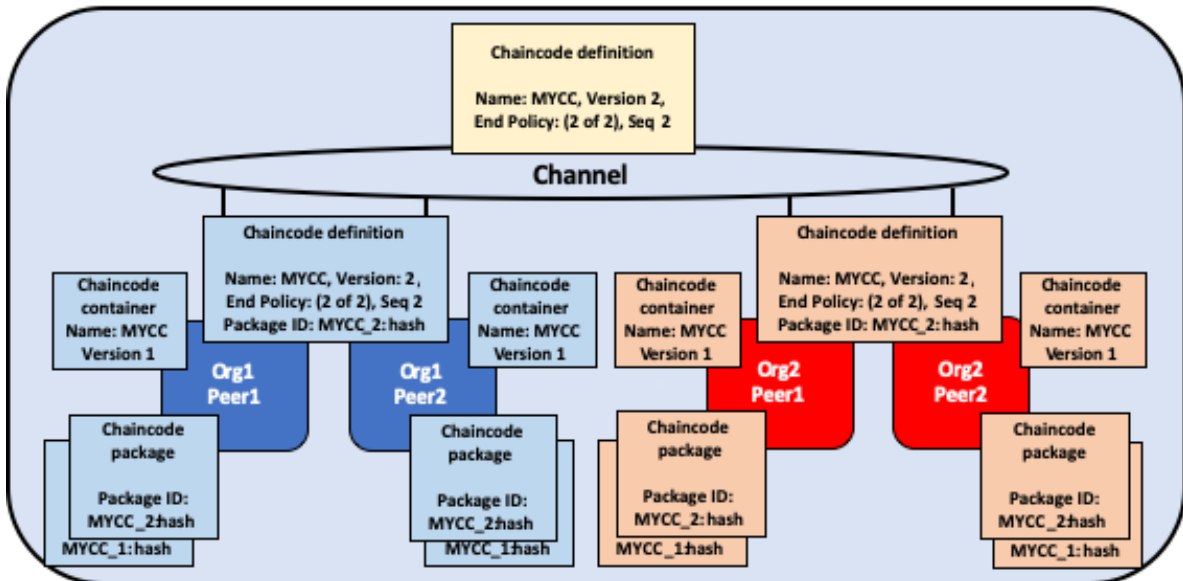 Chaincode definition
Name: MYCC, Version 2,
End Policy: (2 of 2), Seq 2
Channel
Chaincode definition
Name: MYCC, Version: 2,
End Policy: (2 of 2), Seq 2
Package ID: MYCC_2:hash
Chaincode
container
Name: MYCC
Version 1
Chaincode
container
Name: MYCC
Version 1
Org1
Peer1
Org1
Peer2
Chaincode
package
Package ID:
MYCC_2:hash
MYCC_1:hash
Chaincode
package
Package ID:
MYCC_2:hash
MYCC_1:hash
Chaincode definition
Name: MYCC, Version: 2,
End Policy: (2 of 2), Seq 2
Package ID: MYCC_2:hash
Chaincode
container
Name: MYCC
Version 1
Chaincode
container
Name: MYCC
Version 1
Org2
Peer1
Org2
Peer2
Chaincode
package
Package ID:
MYCC_2:hash
MYCC_1:hash
Chaincode
package
Package ID:
MYCC_2:hash
MYCC_1:hash